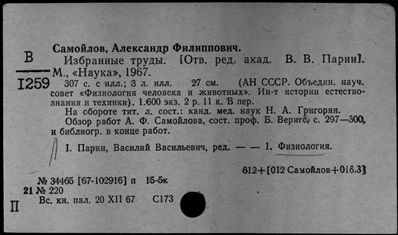 Самойлов, Александр Филиппович.
В Избранные труды. [Отв. ред. акад. В. В. Парин].
М., «Наука», 1967.
1259 307 с. с илл.; 3 л. илл. 27 см. (АН СССР. Объедин. науч.
совет «Физиология человека и животных». Ин-т истории естество-
знания и техники). 1.600 экз. 2 р. 11 к. В пер.
На обороте тит. л. сост.: канд. мед. наук Н. А. Григорян.
Обзор работ А. Ф. Самойлова, сост. проф. Б. Вериго, с. 297—300,
и библиогр. в конце работ.
I. Парин, Василий Васильевич, ред. — — 1. Физиология.
612+[012 Самойлов+016.3]
№ 34465 [67-102916] п 15-5к
21 № 220
П Вс. кн. пал. 20 XII 67 С173